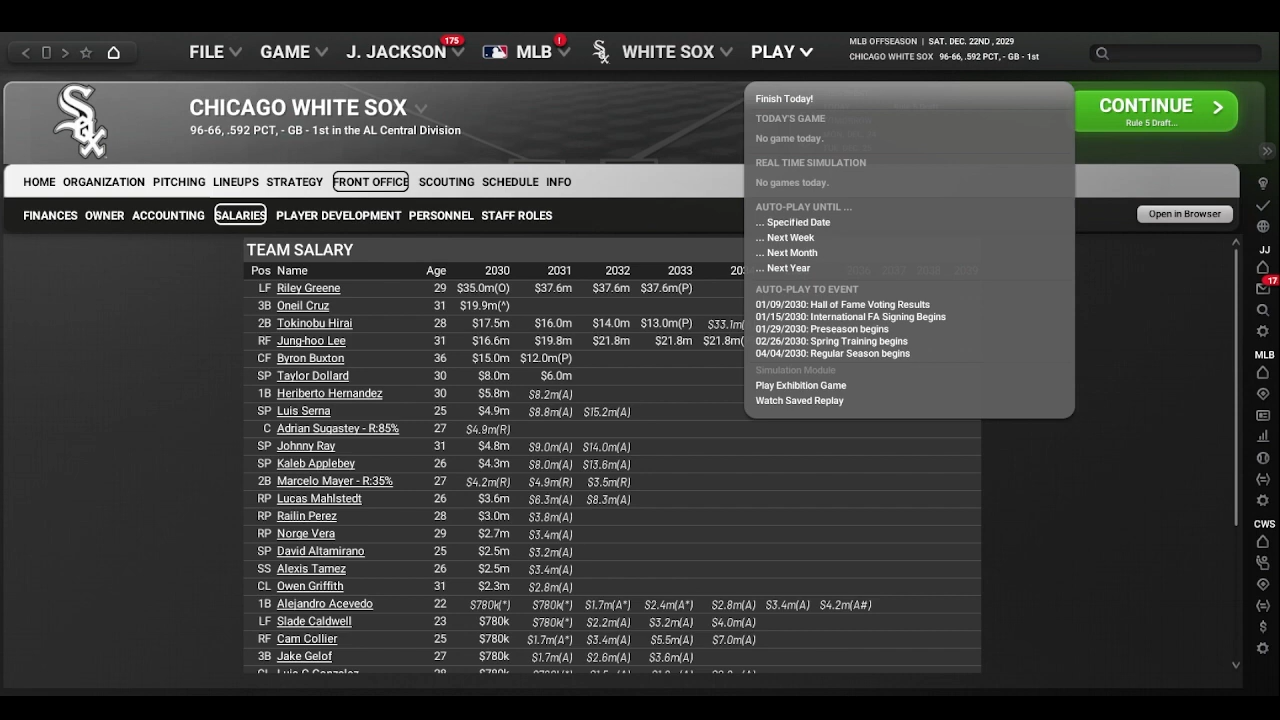 FILE GAME J. JACKSON 175 MLB ! WHITE SOX PLAY
MLB OFFSEASON | SAT. DEC. 22ND, 2029
CHICAGO WHITE SOX 96-66, .592 PCT, - GB - 1st
CHICAGO WHITE SOX
96-66, .592 PCT, - GB - 1st in the AL Central Division
CONTINUE
Rule 5 Draft...
HOME ORGANIZATION PITCHING LINEUPS STRATEGY FRONT OFFICE SCOUTING SCHEDULE INFO
FINANCES OWNER ACCOUNTING SALARIES PLAYER DEVELOPMENT PERSONNEL STAFF ROLES
Open in Browser
Finish Today!
TODAY'S GAME
No game today.
REAL TIME SIMULATION
No games today.
AUTO-PLAY UNTIL ...
... Specified Date
... Next Week
... Next Month
... Next Year
AUTO-PLAY TO EVENT
01/09/2030: Hall of Fame Voting Results
01/15/2030: International FA Signing Begins
01/29/2030: Preseason begins
02/26/2030: Spring Training begins
04/04/2030: Regular Season begins
Simulation Module
Play Exhibition Game
Watch Saved Replay
TEAM SALARY
Pos Name Age 2030 2031 2032 2033
LF Riley Greene 29 $35.0m(O) $37.6m $37.6m $37.6m(P)
3B Oneil Cruz 31 $19.9m(^)
2B Tokinobu Hirai 28 $17.5m $16.0m $14.0m $13.0m(P) $33.1m(
RF Jung-hoo Lee 31 $16.6m $19.8m $21.8m $21.8m $21.8m(
CF Byron Buxton 36 $15.0m $12.0m(P)
SP Taylor Dollard 30 $8.0m $6.0m
1B Heriberto Hernandez 30 $5.8m $8.2m(A)
SP Luis Serna 25 $4.9m $8.8m(A) $15.2m(A)
C Adrian Sugastey - R:85% 27 $4.9m(R)
SP Johnny Ray 31 $4.8m $9.0m(A) $14.0m(A)
SP Kaleb Applebey 26 $4.3m $8.0m(A) $13.6m(A)
2B Marcelo Mayer - R:35% 27 $4.2m(R) $4.9m(R) $3.5m(R)
RP Lucas Mahlstedt 26 $3.6m $6.3m(A) $8.3m(A)
RP Railin Perez 28 $3.0m $3.8m(A)
RP Norge Vera 29 $2.7m $3.4m(A)
SP David Altamirano 25 $2.5m $3.2m(A)
SS Alexis Tamez 26 $2.5m $3.4m(A)
CL Owen Griffith 31 $2.3m $2.8m(A)
1B Alejandro Acevedo 22 $780k(*) $780k(*) $1.7m(A*) $2.4m(A*) $2.8m(A) $3.4m(A) $4.2m(A#)
LF Slade Caldwell 23 $780k $780k(*) $2.2m(A) $3.2m(A) $4.0m(A)
RF Cam Collier 25 $780k $1.7m(A*) $3.4m(A) $5.5m(A) $7.0m(A)
3B Jake Gelof 27 $780k $1.7m(A) $2.6m(A) $3.6m(A)
JJ
17
MLB
CWS